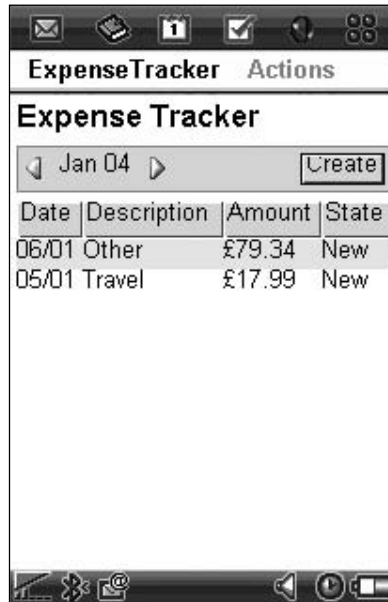 1
ExpenseTracker Actions
Expense Tracker
Jan 04 Create
Date Description Amount State
06/01 Other £79.34 New
05/01 Travel £17.99 New
@